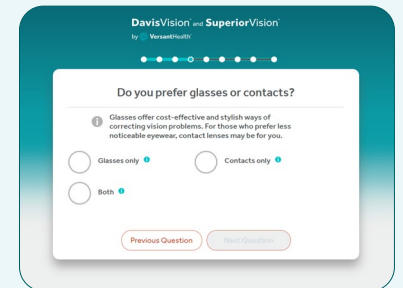 DavisVision and SuperiorVision
by VersantHealth
Do you prefer glasses or contacts?
Glasses offer cost-effective and stylish ways of
correcting vision problems. For those who prefer less
noticeable eyewear, contact lenses may be for you.
Glasses only Contacts only
Both
Previous Question Next Question